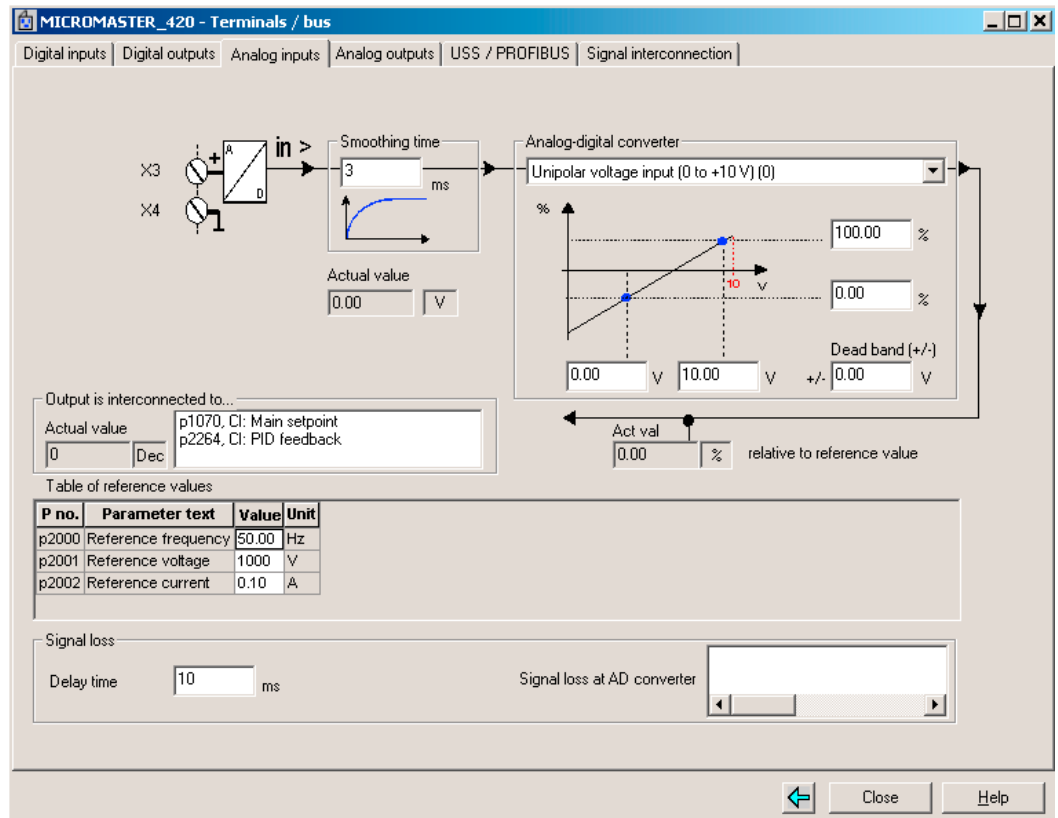 MICROMASTER_420 - Terminals / bus
Digital inputs Digital outputs Analog inputs Analog outputs USS / PROFIBUS Signal interconnection
X3
X4
+
A
D
in >
Smoothing time
3 ms
Actual value
0.00 V
Analog-digital converter
Unipolar voltage input (0 to +10 V) (0)
%
10
V
100.00 %
0.00 %
Dead band (+/-)
0.00 V 10.00 V +/- 0.00 V
Output is interconnected to...
Actual value
0 Dec
p1070, CI: Main setpoint
p2264, CI: PID feedback
Act val
0.00 % relative to reference value
Table of reference values
P no. Parameter text Value Unit
p2000 Reference frequency 50.00 Hz
p2001 Reference voltage 1000 V
p2002 Reference current 0.10 A
Signal loss
Delay time 10 ms
Signal loss at AD converter
Close Help